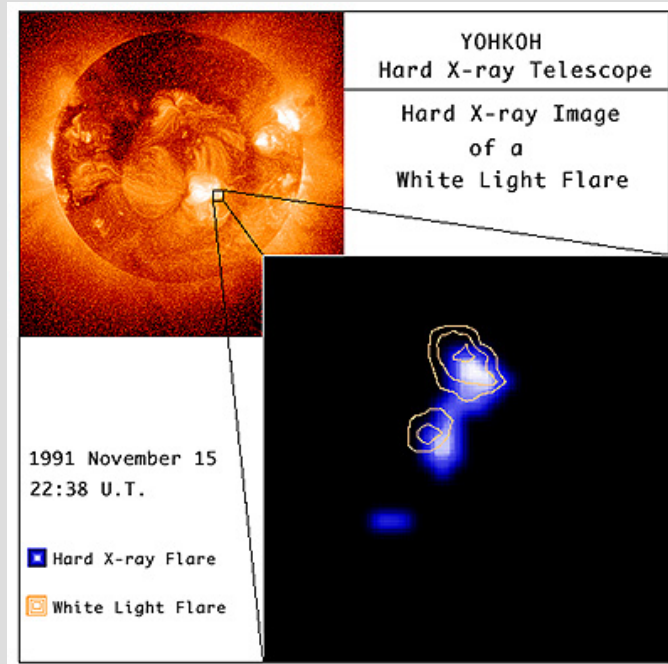 YOHKOH
Hard X-ray Telescope
Hard X-ray Image
of a
White Light Flare
1991 November 15
22:38 U.T.
Hard X-ray Flare
White Light Flare